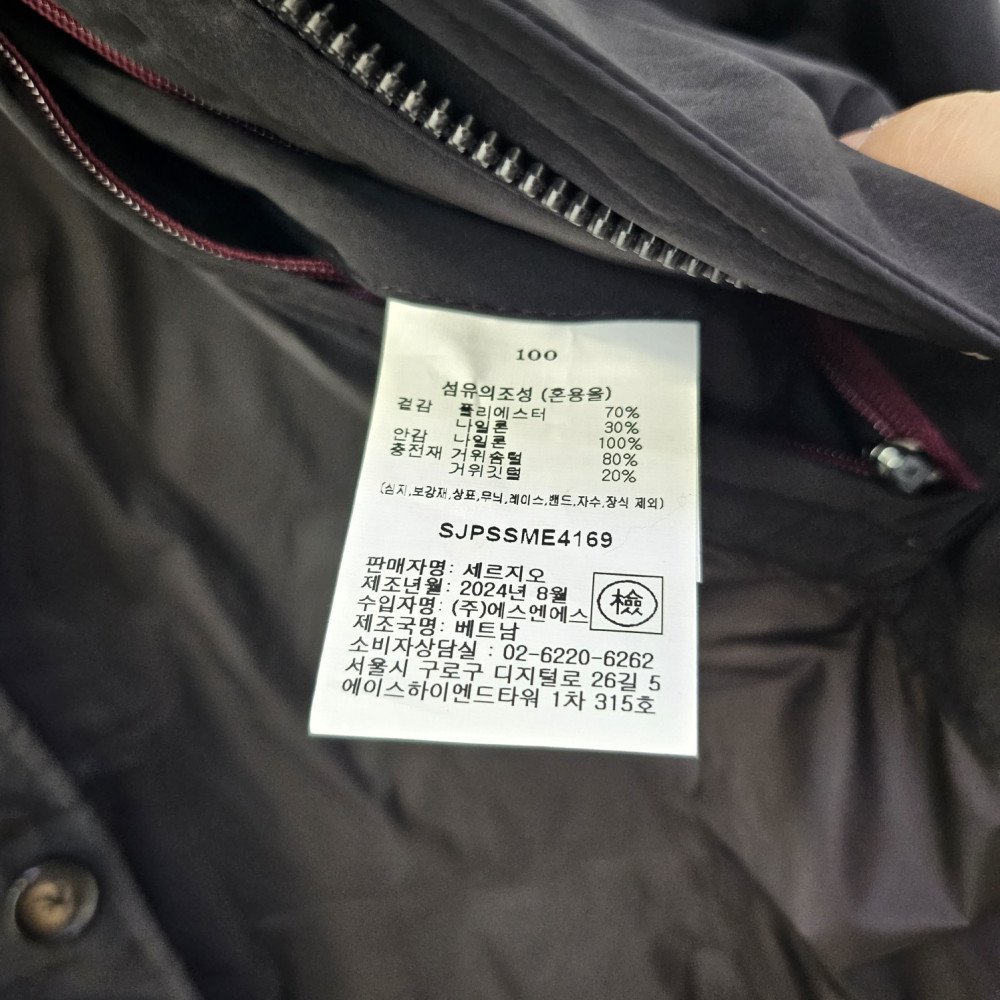 100
섬유의조성 (혼용율)
겉감 폴리에스터 70%
나일론 30%
안감 나일론 100%
충전재 거위솜털 80%
거위깃털 20%
(심지,보강재,상표,무늬,레이스,밴드,자수,장식 제외)
SJPSSME4169
판매자명: 세르지오
제조년월: 2024년 8월
수입자명: (주)에스엔에스
檢
제조국명: 베트남
소비자상담실 : 02-6220-6262
서울시 구로구 디지털로 26길 5
에이스하이엔드타워 1차 315호